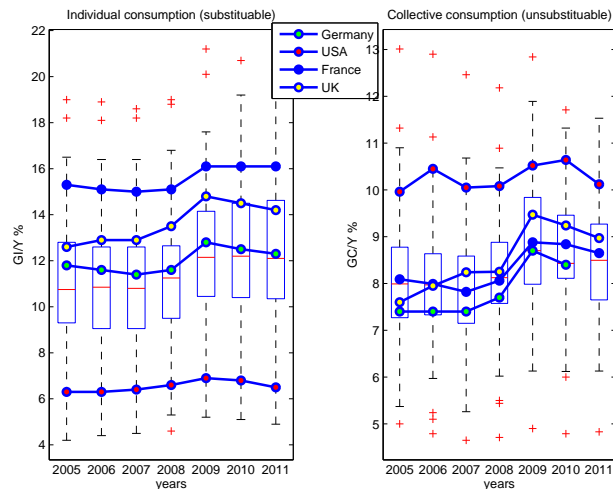 Individual consumption (substituable)
Collective consumption (unsubstituable)
Germany
USA
France
UK
GI/Y %
22
20
18
16
14
12
10
8
6
4
2005 2006 2007 2008 2009 2010 2011
years
GC/Y %
13
12
11
10
9
8
7
6
5
2005 2006 2007 2008 2009 2010 2011
years